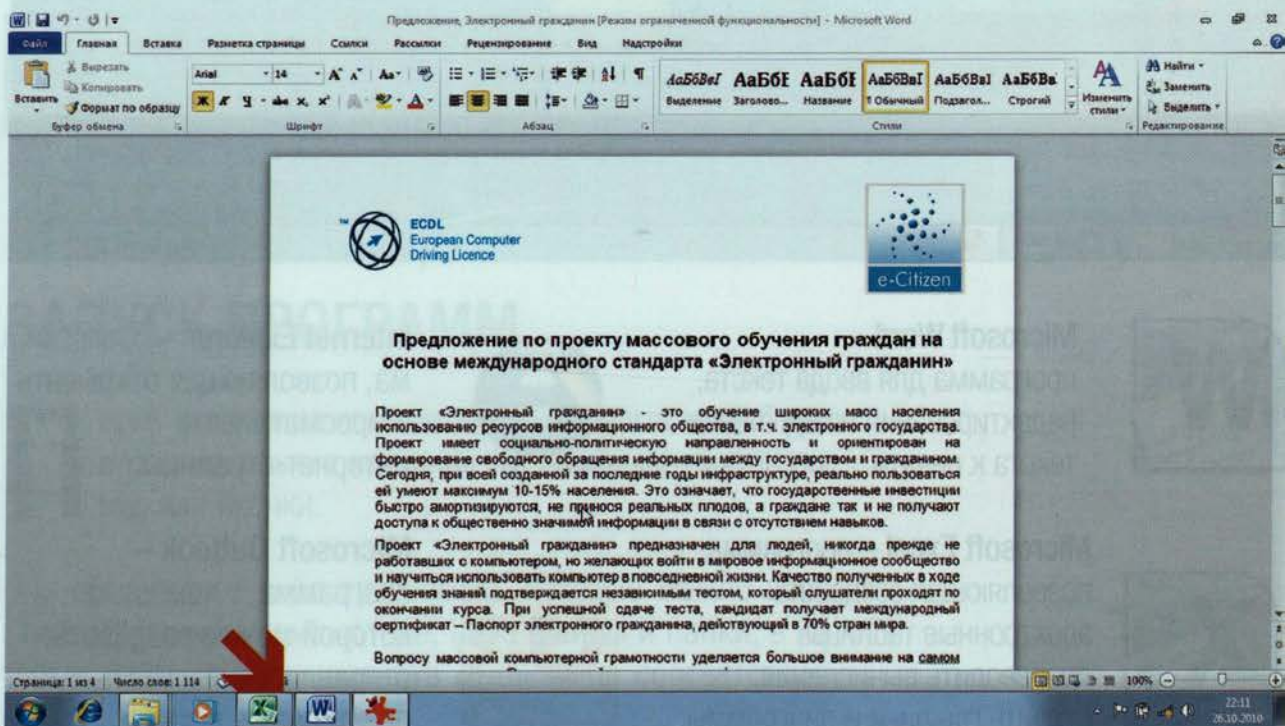 Предложение, Электронный гражданин [Режим ограниченной функциональности] - Microsoft Word
Файл Главная Вставка Разметка страницы Ссылки Рассылки Рецензирование Вид Надстройки
Вставить
Вырезать
Копировать
Формат по образцу
Буфер обмена
Arial 14
Ж К Ч abc x, x²
Шрифт
Абзац
АаБбВвГ АаБбГ АаБбГ АаБбВвГ АаБбВвГ АаБбВв
Выделение Заголово... Название ¶ Обычный Подзагол... Строгий
Изменить стили
Стили
Найти
Заменить
Выделить
Редактирование
™
ECDL
European Computer
Driving Licence
e-Citizen
Предложение по проекту массового обучения граждан на
основе международного стандарта «Электронный гражданин»
Проект «Электронный гражданин» - это обучение широких масс населения
использованию ресурсов информационного общества, в т.ч. электронного государства.
Проект имеет социально-политическую направленность и ориентирован на
формирование свободного обращения информации между государством и гражданином.
Сегодня, при всей созданной за последние годы инфраструктуре, реально пользоваться
ей умеют максимум 10-15% населения. Это означает, что государственные инвестиции
быстро амортизируются, не принося реальных плодов, а граждане так и не получают
доступа к общественно значимой информации в связи с отсутствием навыков.
Проект «Электронный гражданин» предназначен для людей, никогда прежде не
работавших с компьютером, но желающих войти в мировое информационное сообщество
и научиться использовать компьютер в повседневной жизни. Качество полученных в ходе
обучения знаний подтверждается независимым тестом, который слушатели проходят по
окончании курса. При успешной сдаче теста, кандидат получает международный
сертификат – Паспорт электронного гражданина, действующий в 70% стран мира.
Вопросу массовой компьютерной грамотности уделяется большое внимание на самом
Страница: 1 из 4 Число слов: 1 114
100%
22:11
26.10.2010